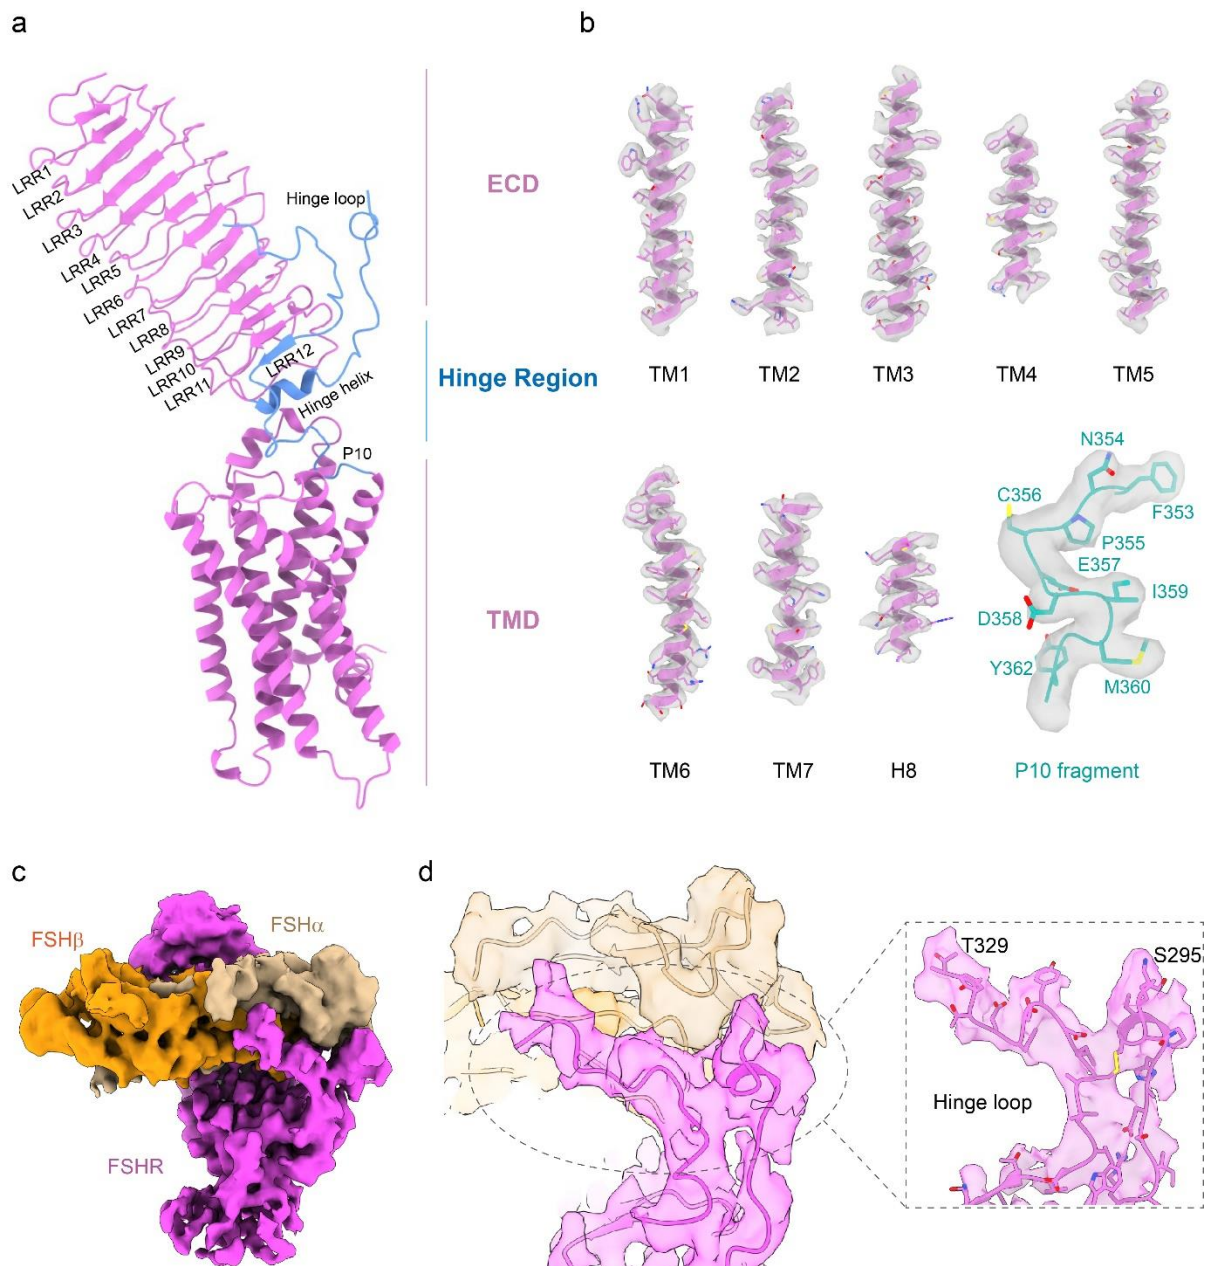 a
b
LRR1
LRR2
LRR3
LRR4
LRR5
LRR6
LRR7
LRR8
LRR9
LRR10
LRR11
Hinge loop
LRR12
Hinge helix
P10
ECD
Hinge Region
TMD
TM1
TM2
TM3
TM4
TM5
N354
C356
F353
P355
E357
I359
D358
Y362
M360
TM6
TM7
H8
P10 fragment
c
d
FSHβ
FSHα
FSHR
T329
S295
Hinge loop